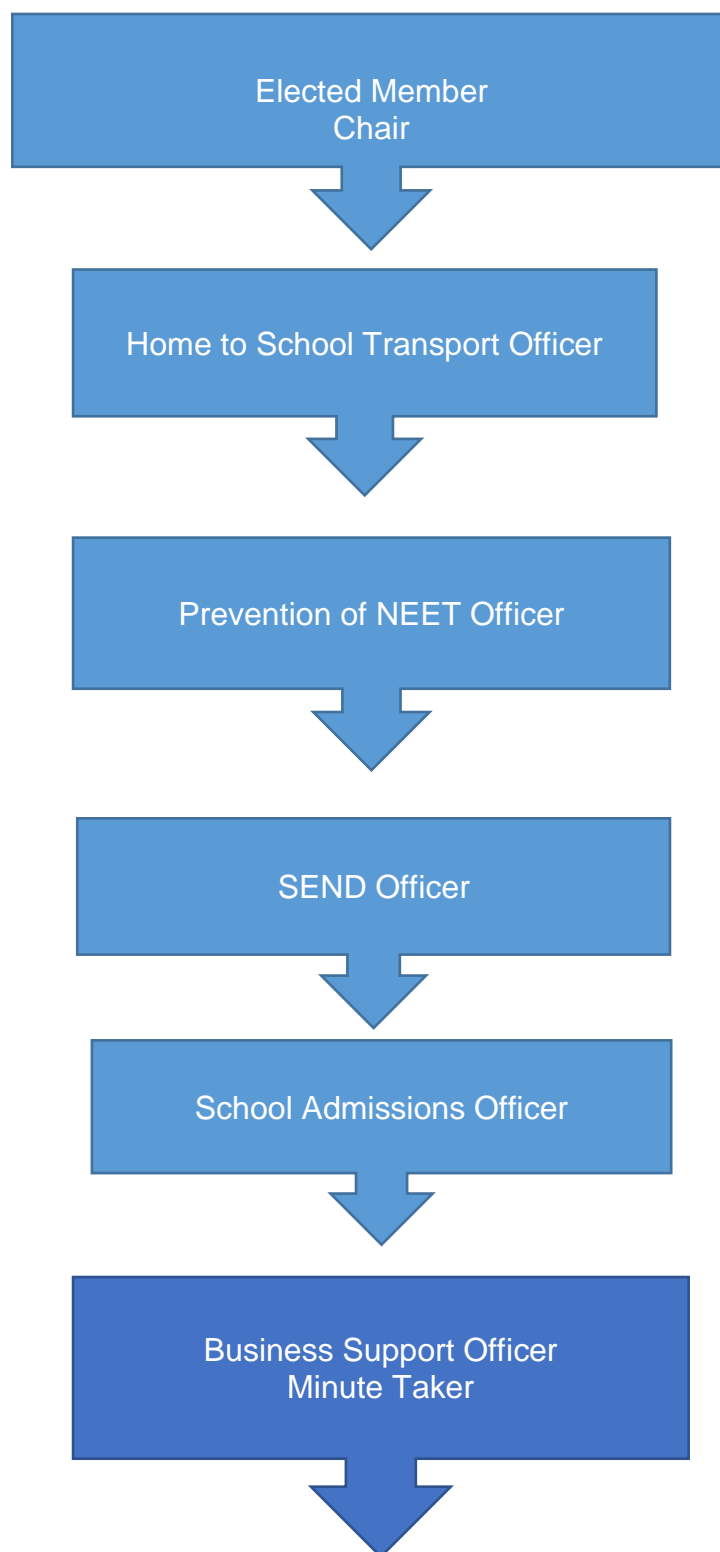 Elected Member
Chair
Home to School Transport Officer
Prevention of NEET Officer
SEND Officer
School Admissions Officer
Business Support Officer
Minute Taker